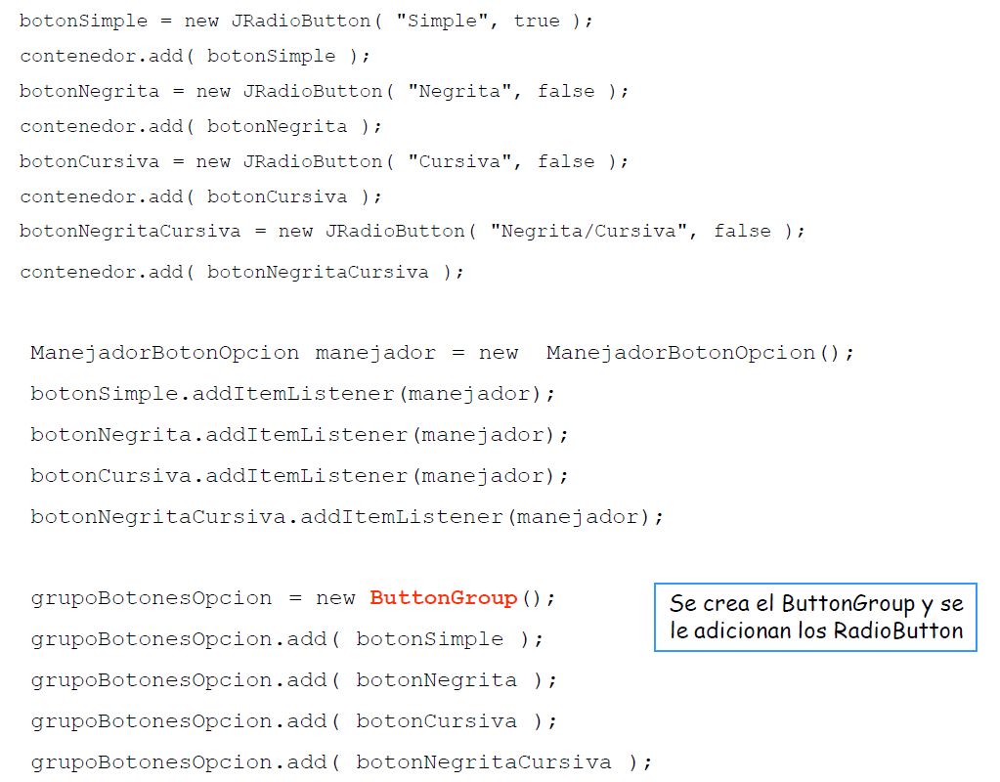 botonSimple = new JRadioButton( "Simple", true );
contenedor.add( botonSimple );
botonNegrita = new JRadioButton( "Negrita", false );
contenedor.add( botonNegrita );
botonCursiva = new JRadioButton( "Cursiva", false );
contenedor.add( botonCursiva );
botonNegritaCursiva = new JRadioButton( "Negrita/Cursiva", false );
contenedor.add( botonNegritaCursiva );
ManejadorBotonOpcion manejador = new  ManejadorBotonOpcion();
botonSimple.addItemListener(manejador);
botonNegrita.addItemListener(manejador);
botonCursiva.addItemListener(manejador);
botonNegritaCursiva.addItemListener(manejador);
grupoBotonesOpcion = new ButtonGroup();
grupoBotonesOpcion.add( botonSimple );
grupoBotonesOpcion.add( botonNegrita );
grupoBotonesOpcion.add( botonCursiva );
grupoBotonesOpcion.add( botonNegritaCursiva );
Se crea el ButtonGroup y se
le adicionan los RadioButton